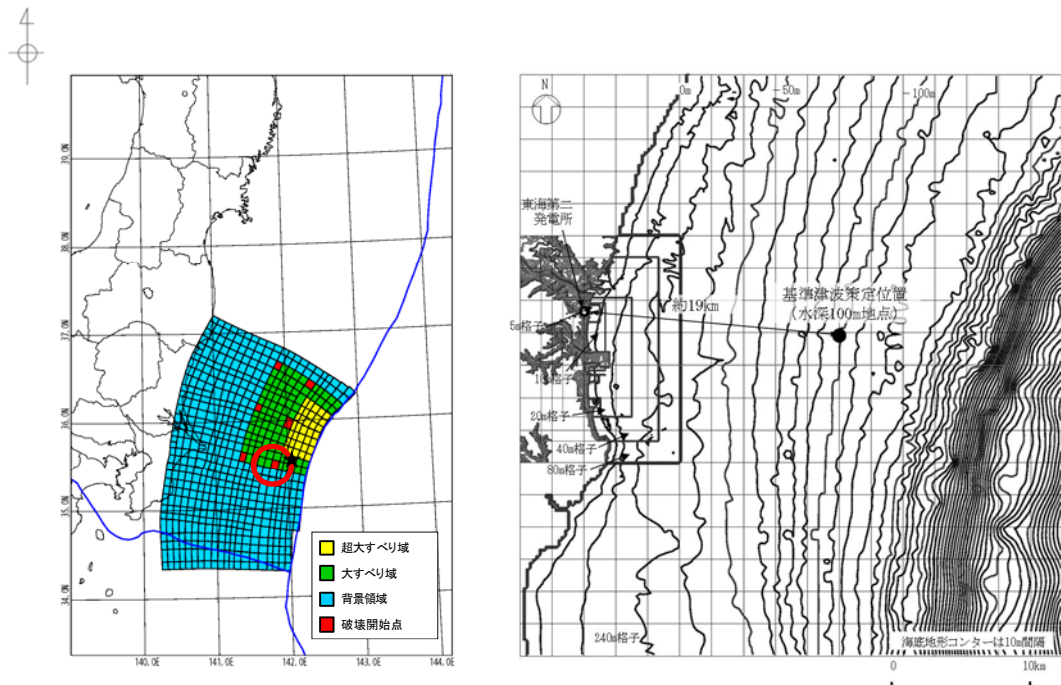 39.0N
38.0N
37.0N
36.0N
35.0N
34.0N
140.0E
141.0E
142.0E
143.0E
144.0E
超大すべり域
大すべり域
背景領域
破壊開始点
N
0m
-50m
-100m
東海第二
発電所
基準津波策定位置
(水深100m地点)
約19km
5m格子
20m格子
40m格子
80m格子
240m格子
海底地形コンターは10m間隔
0
10km